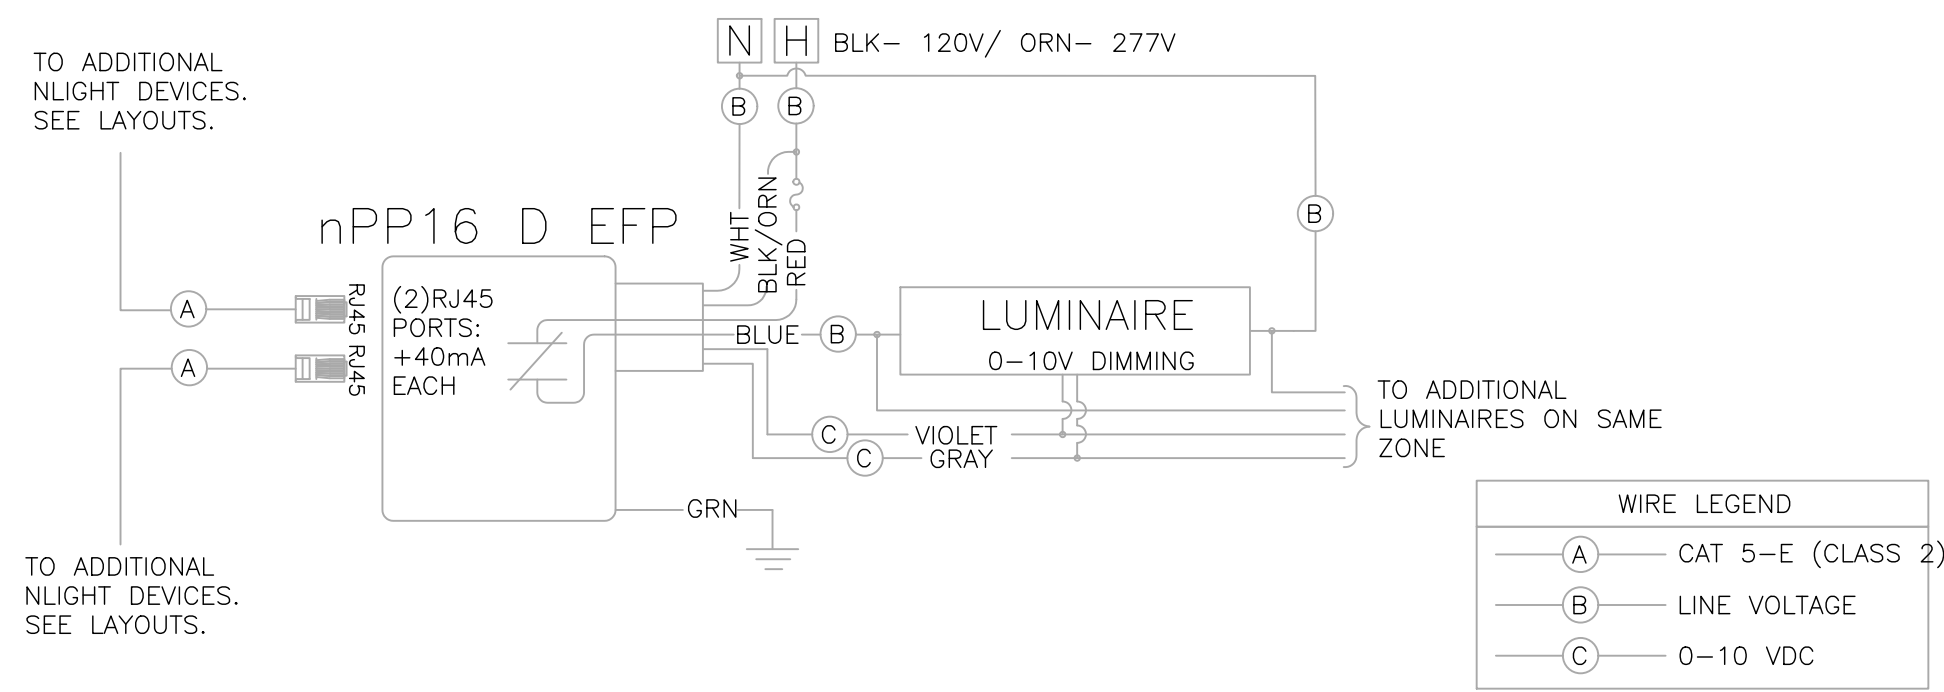 N H BLK- 120V/ ORN- 277V
TO ADDITIONAL
NLIGHT DEVICES.
SEE LAYOUTS.
B B
WHT
BLK/ORN
RED
B
nPP16 D EFP
A
RJ45
(2)RJ45
PORTS:
+40mA
EACH
A
RJ45
BLUE B
LUMINAIRE
0-10V DIMMING
C VIOLET
C GRAY
TO ADDITIONAL
LUMINAIRES ON SAME
ZONE
GRN
TO ADDITIONAL
NLIGHT DEVICES.
SEE LAYOUTS.
WIRE LEGEND
A CAT 5-E (CLASS 2)
B LINE VOLTAGE
C 0-10 VDC